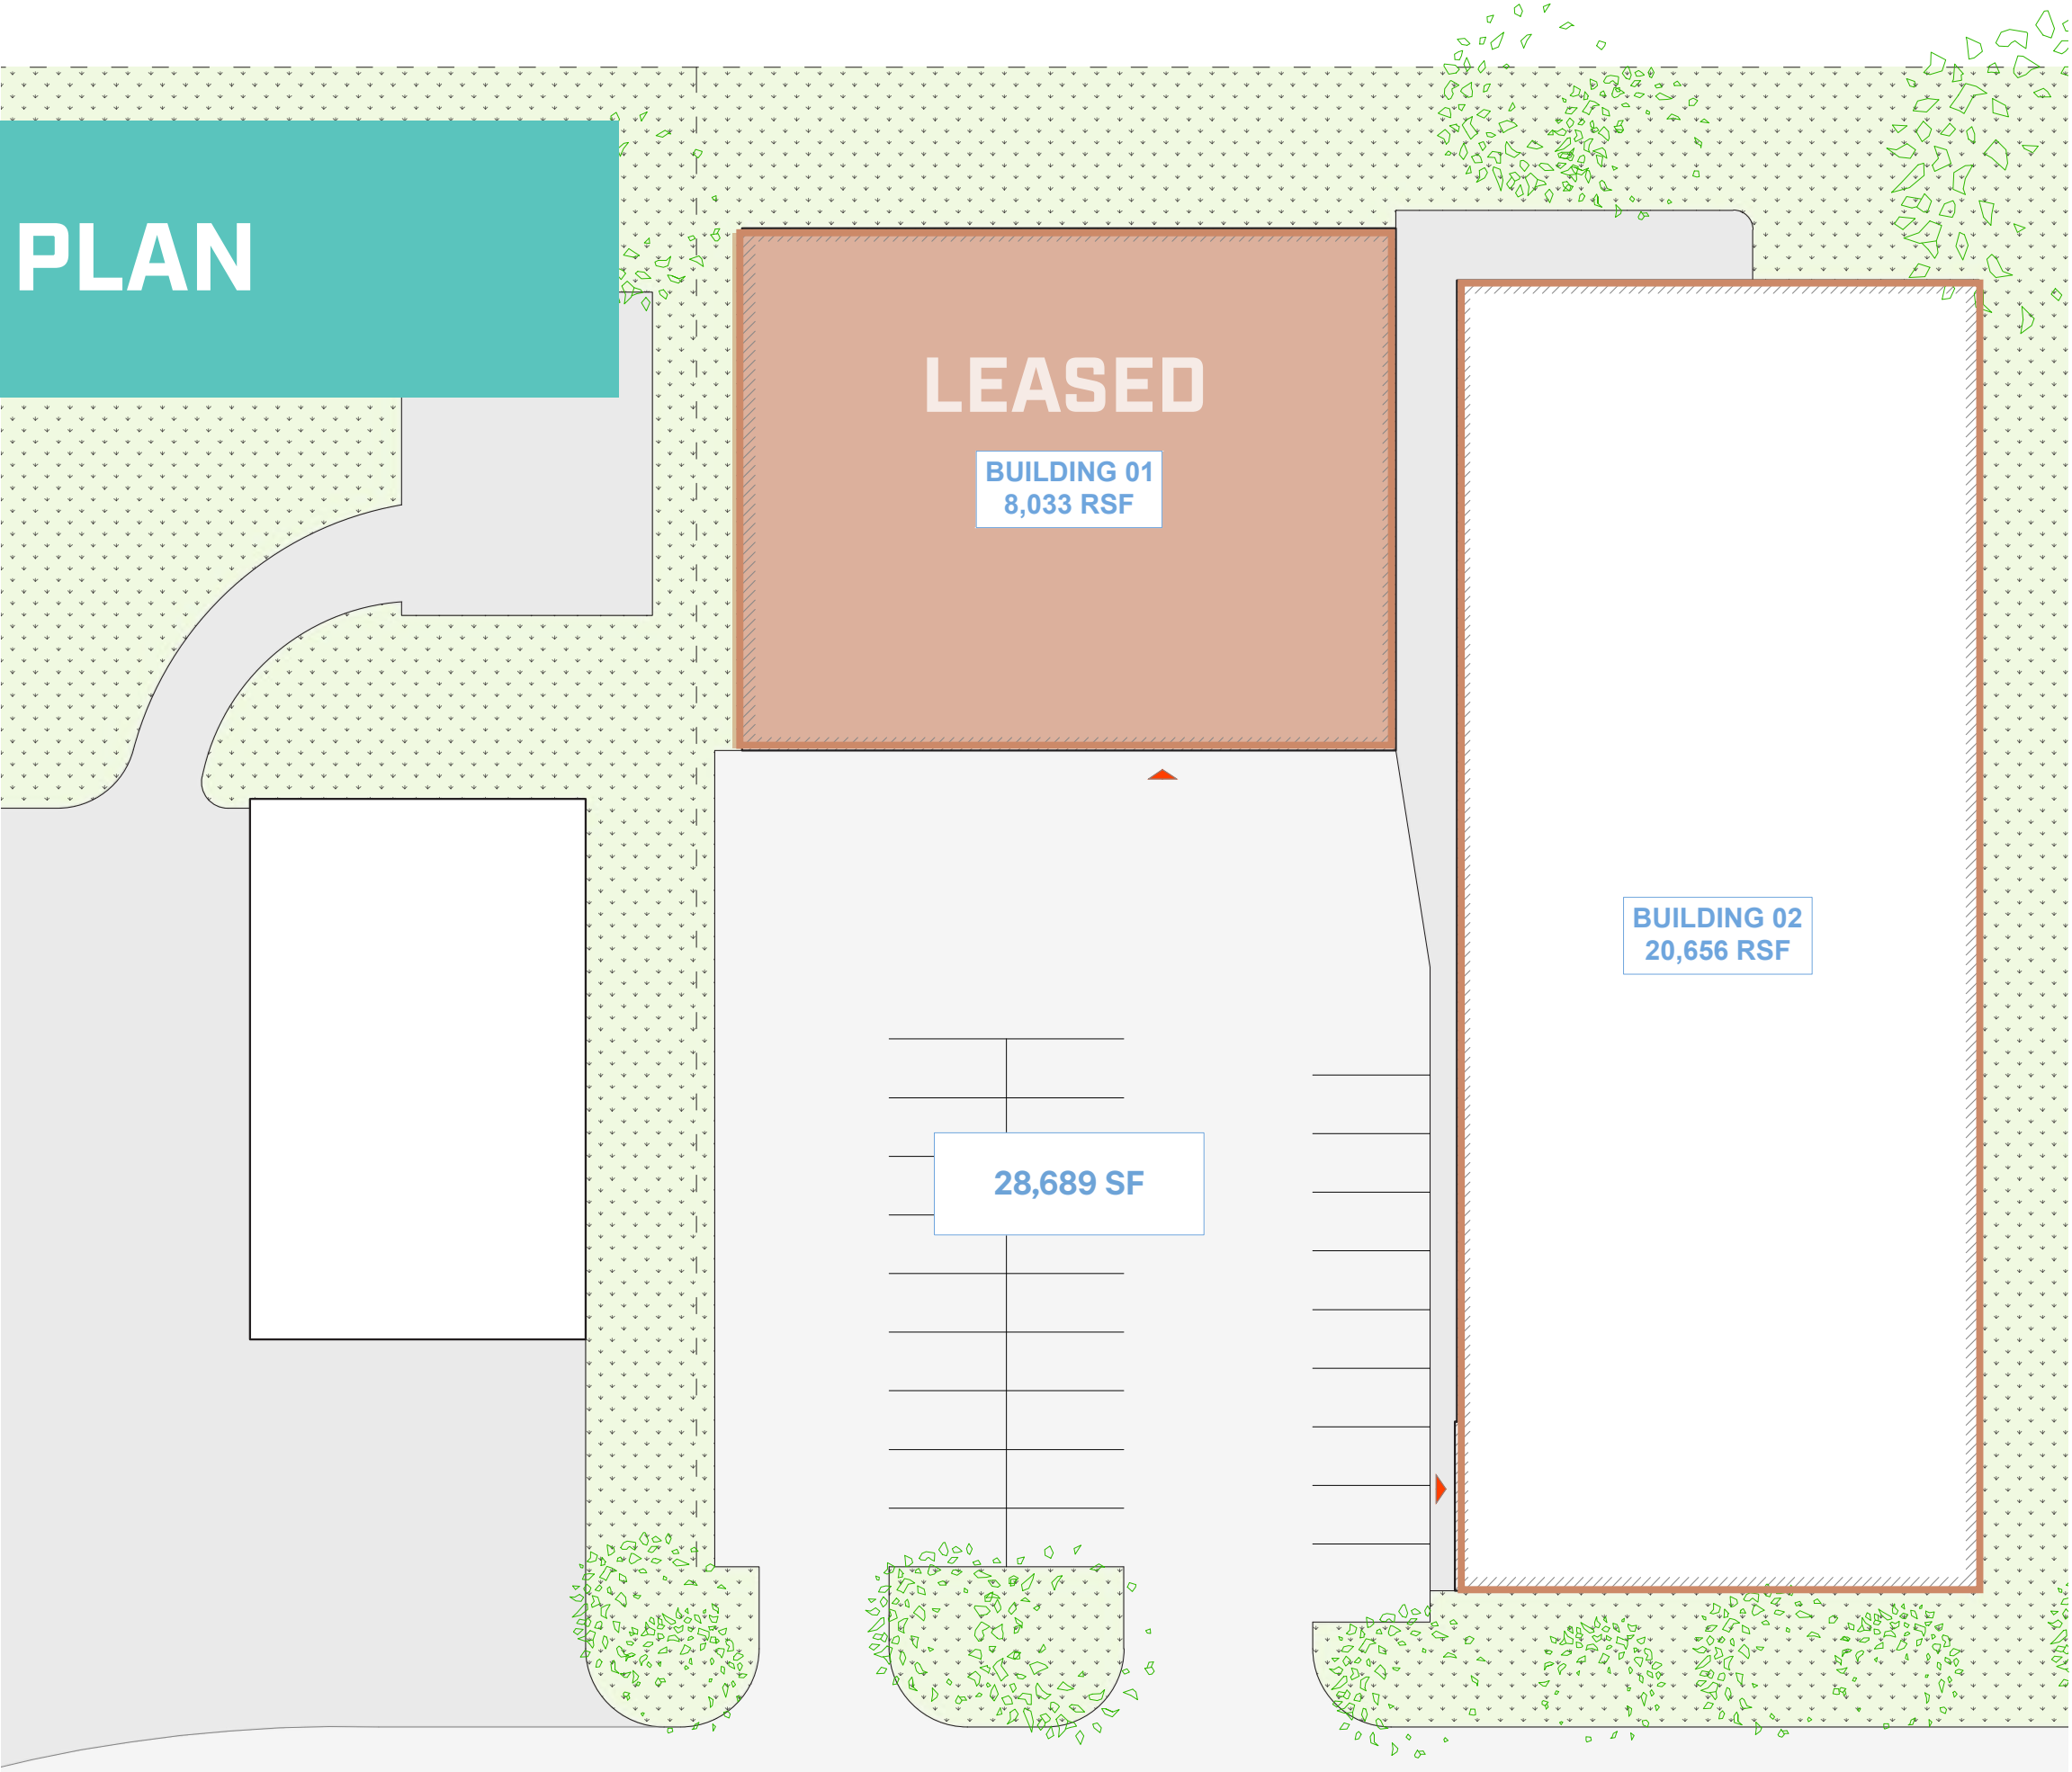 PLAN
LEASED
BUILDING 01
8,033 RSF
BUILDING 02
20,656 RSF
28,689 SF